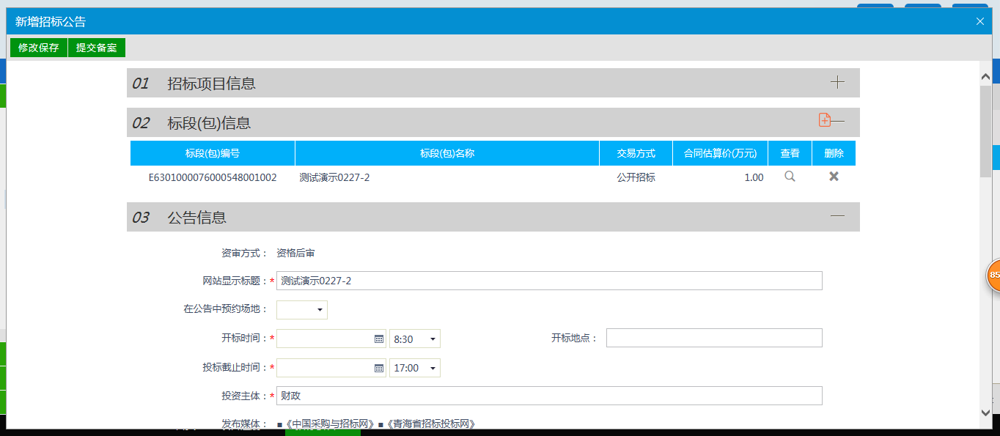 新增招标公告
修改保存 提交备案
01 招标项目信息
02 标段(包)信息
标段(包)编号 标段(包)名称 交易方式 合同估算价(万元) 查看 删除
E6301000076000548001002 测试演示0227-2 公开招标 1.00
03 公告信息
资审方式： 资格后审
网站显示标题：* 测试演示0227-2
在公告中预约场地：
开标时间：* 8:30 开标地点：
投标截止时间：* 17:00
投资主体：* 财政
发布媒体： ■《中国采购与招标网》■《青海省招标投标网》
85